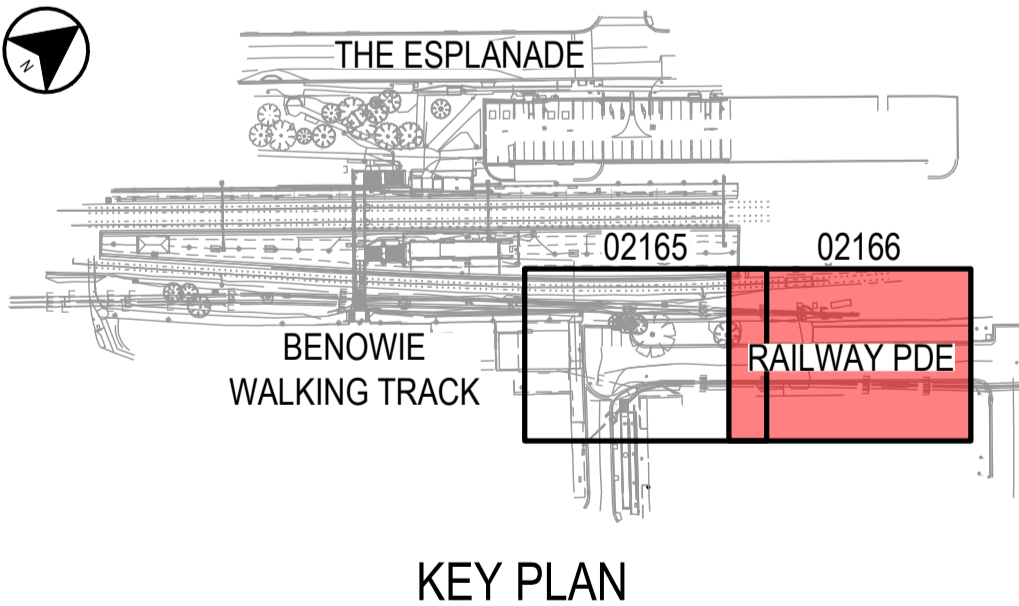 N
THE ESPLANADE
02165
02166
BENOWIE
WALKING TRACK
RAILWAY PDE
KEY PLAN